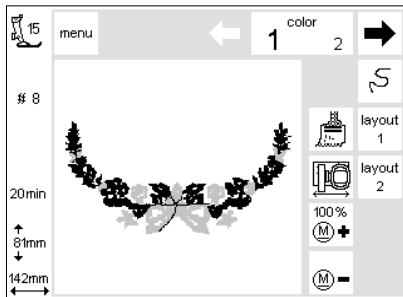 15
menu
color
1 2
# 8
layout
1
layout
2
20min
100%
M +
81mm
M -
142mm